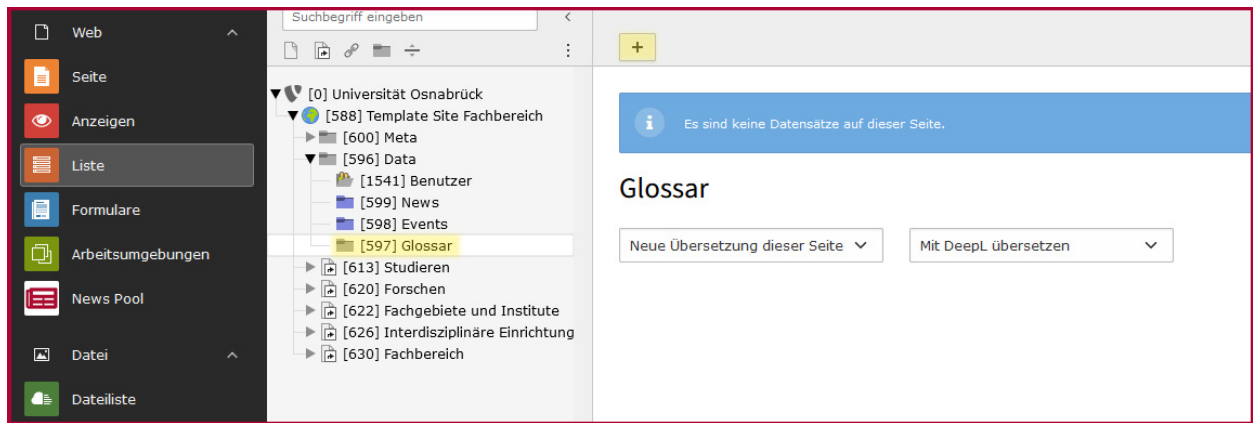 Web
Seite
Anzeigen
Liste
Formulare
Arbeitsumgebungen
News Pool
Datei
Dateiliste
Suchbegriff eingeben
[0] Universität Osnabrück
[588] Template Site Fachbereich
[600] Meta
[596] Data
[1541] Benutzer
[599] News
[598] Events
[597] Glossar
[613] Studieren
[620] Forschen
[622] Fachgebiete und Institute
[626] Interdisziplinäre Einrichtung
[630] Fachbereich
+
Es sind keine Datensätze auf dieser Seite.
Glossar
Neue Übersetzung dieser Seite
Mit DeepL übersetzen